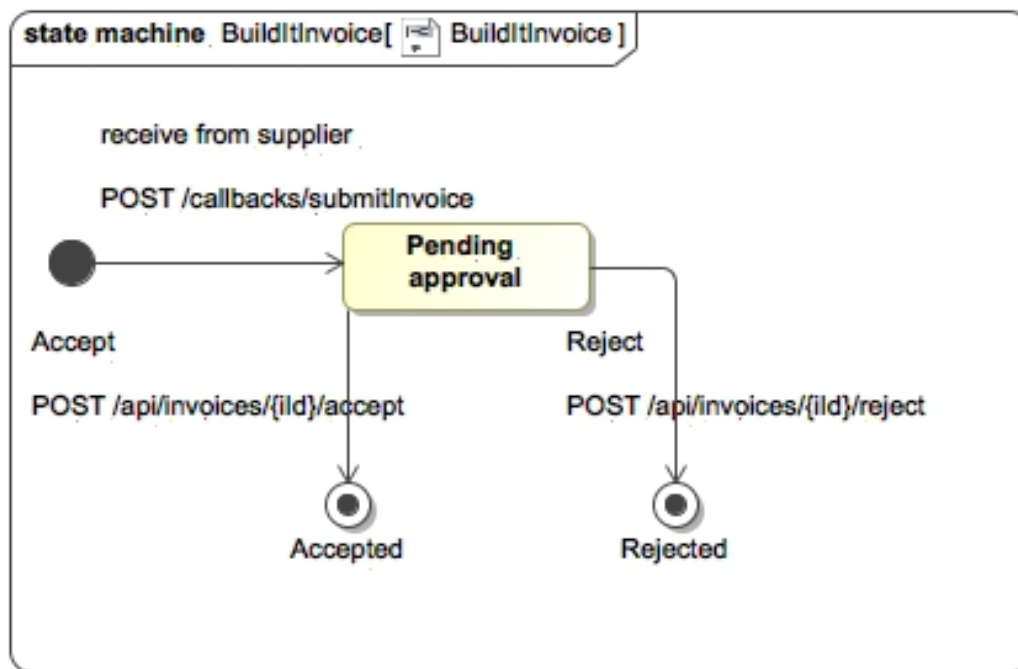 state machine BuildItInvoice[ BuildItInvoice ]
receive from supplier
POST /callbacks/submitInvoice
Pending
approval
Accept
Reject
POST /api/invoices/{iId}/accept
POST /api/invoices/{iId}/reject
Accepted
Rejected